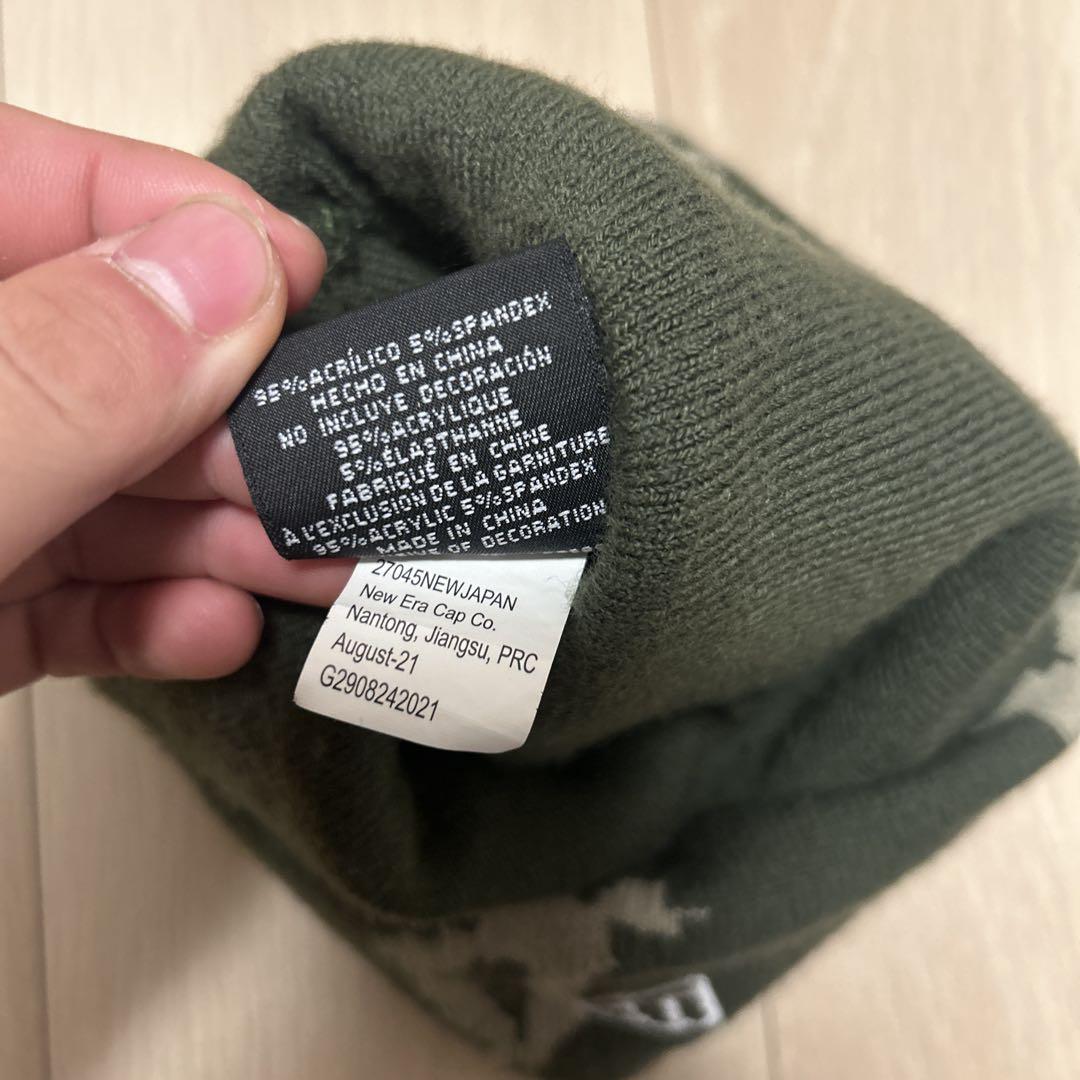 95%ACRÍLICO 5%SPANDEX
HECHO EN CHINA
NO INCLUYE DECORACIÓN
95%ACRYLIQUE
5%ÉLASTHANNE
FABRIQUÉ EN CHINE
À L'EXCLUSION DE LA GARNITURE
95%ACRYLIC 5%SPANDEX
MADE IN CHINA
OF DECORATION
27045NEWJAPAN
New Era Cap Co.
Nantong, Jiangsu, PRC
August-21
G2908242021